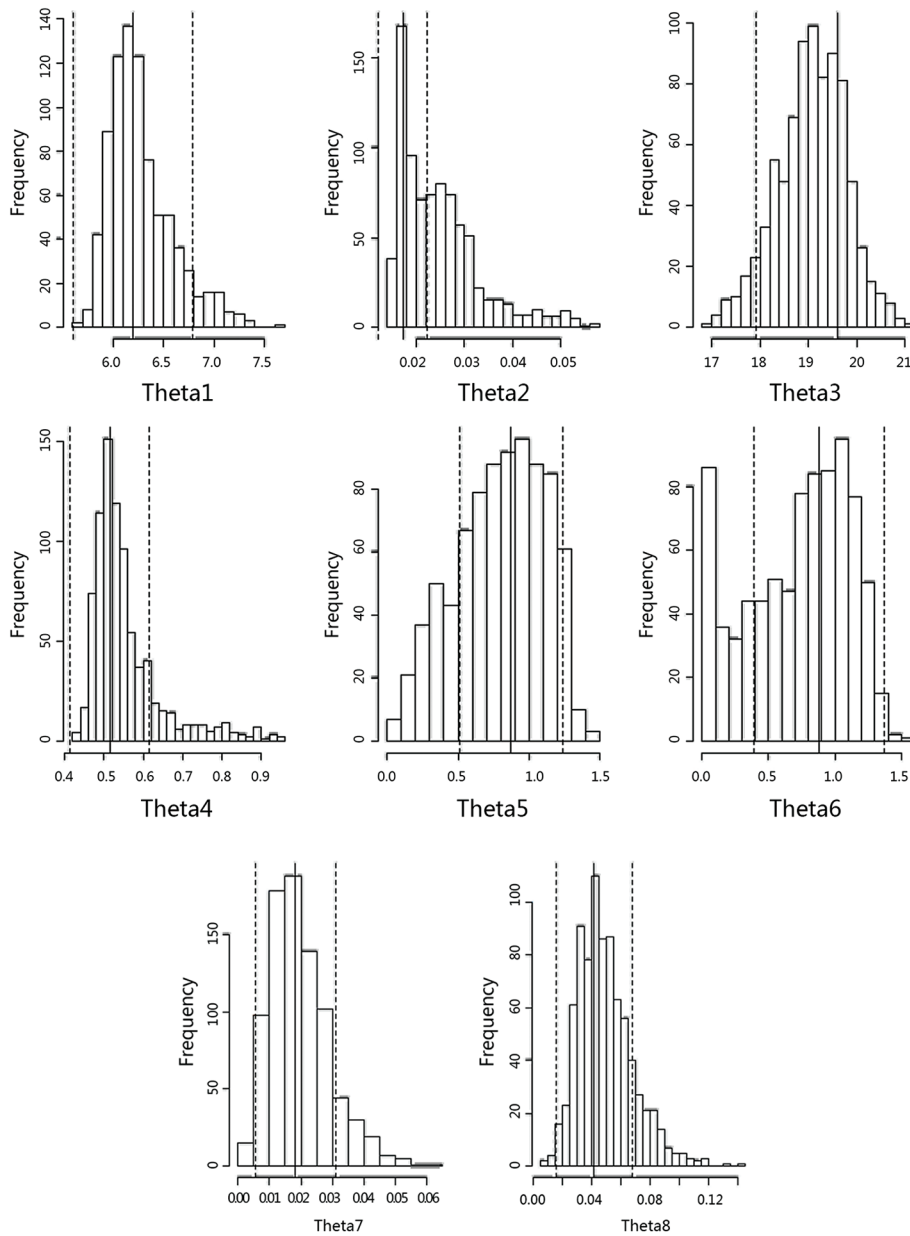 Frequency
0 20 40 60 80 100 120 140
6.0 6.5 7.0 7.5
Theta1
Frequency
0 50 100 150
0.02 0.03 0.04 0.05
Theta2
Frequency
0 20 40 60 80 100
17 18 19 20 21
Theta3
Frequency
0 50 100 150
0.4 0.5 0.6 0.7 0.8 0.9
Theta4
Frequency
0 20 40 60 80
0.0 0.5 1.0 1.5
Theta5
Frequency
0 20 40 60 80
0.0 0.5 1.0 1.5
Theta6
Frequency
0 50 100 150
0.00 0.01 0.02 0.03 0.04 0.05 0.06
Theta7
Frequency
0 20 40 60 80 100
0.00 0.04 0.08 0.12
Theta8